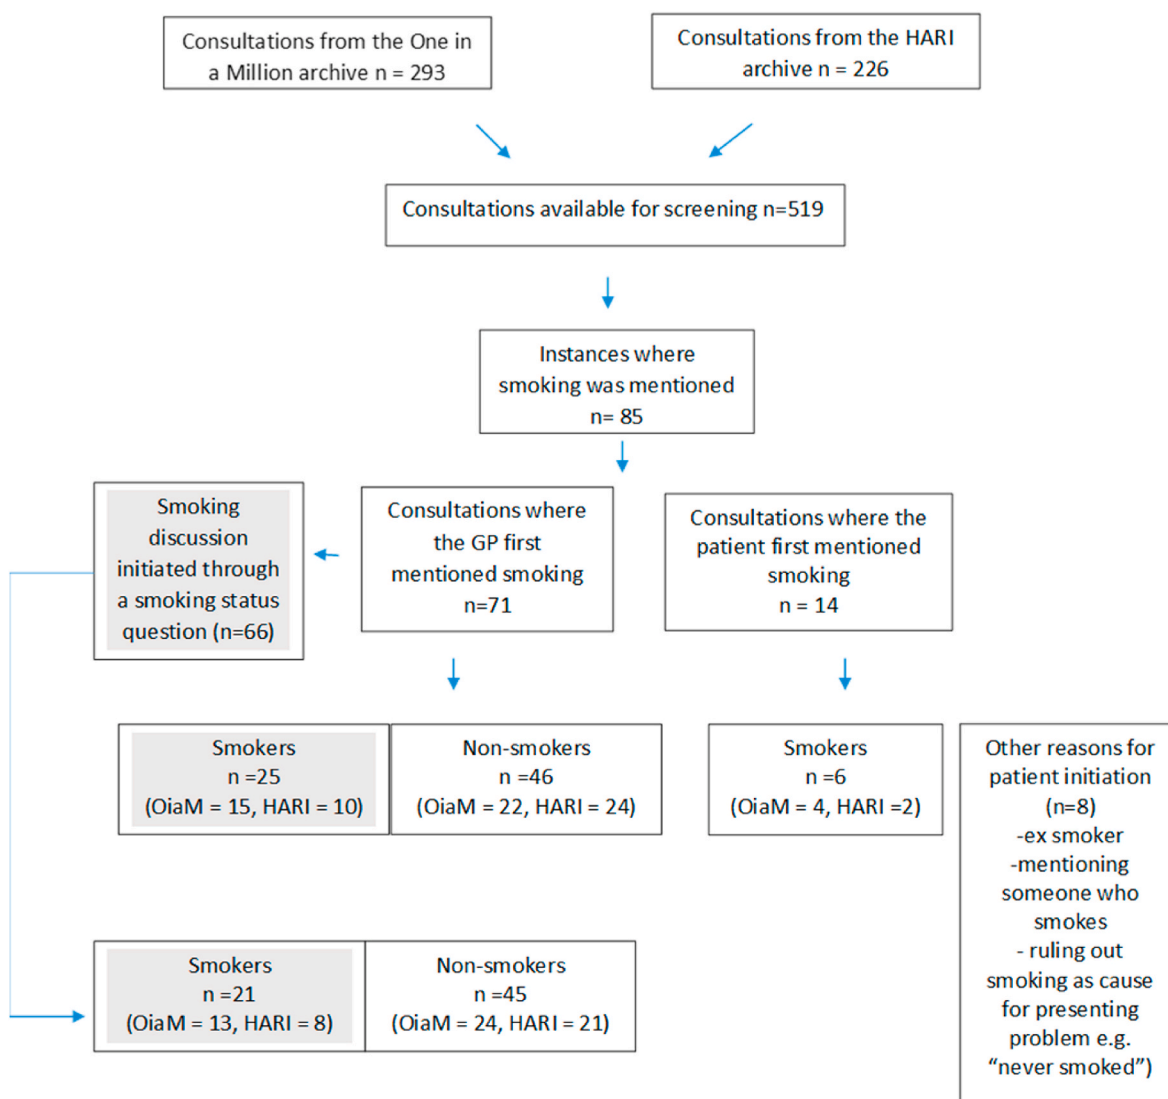 Consultations from the One in
a Million archive n = 293
Consultations from the HARI
archive n = 226
Consultations available for screening n=519
Instances where
smoking was mentioned
n= 85
Smoking
discussion
initiated through
a smoking status
question (n=66)
Consultations where
the GP first
mentioned smoking
n=71
Consultations where the
patient first mentioned
smoking
n = 14
Smokers
n =25
(OiaM = 15, HARI = 10)
Non-smokers
n =46
(OiaM = 22, HARI = 24)
Smokers
n =6
(OiaM = 4, HARI =2)
Other reasons for
patient initiation
(n=8)
-ex smoker
-mentioning
someone who
smokes
- ruling out
smoking as cause
for presenting
problem e.g.
“never smoked”)
Smokers
n =21
(OiaM = 13, HARI = 8)
Non-smokers
n =45
(OiaM = 24, HARI = 21)